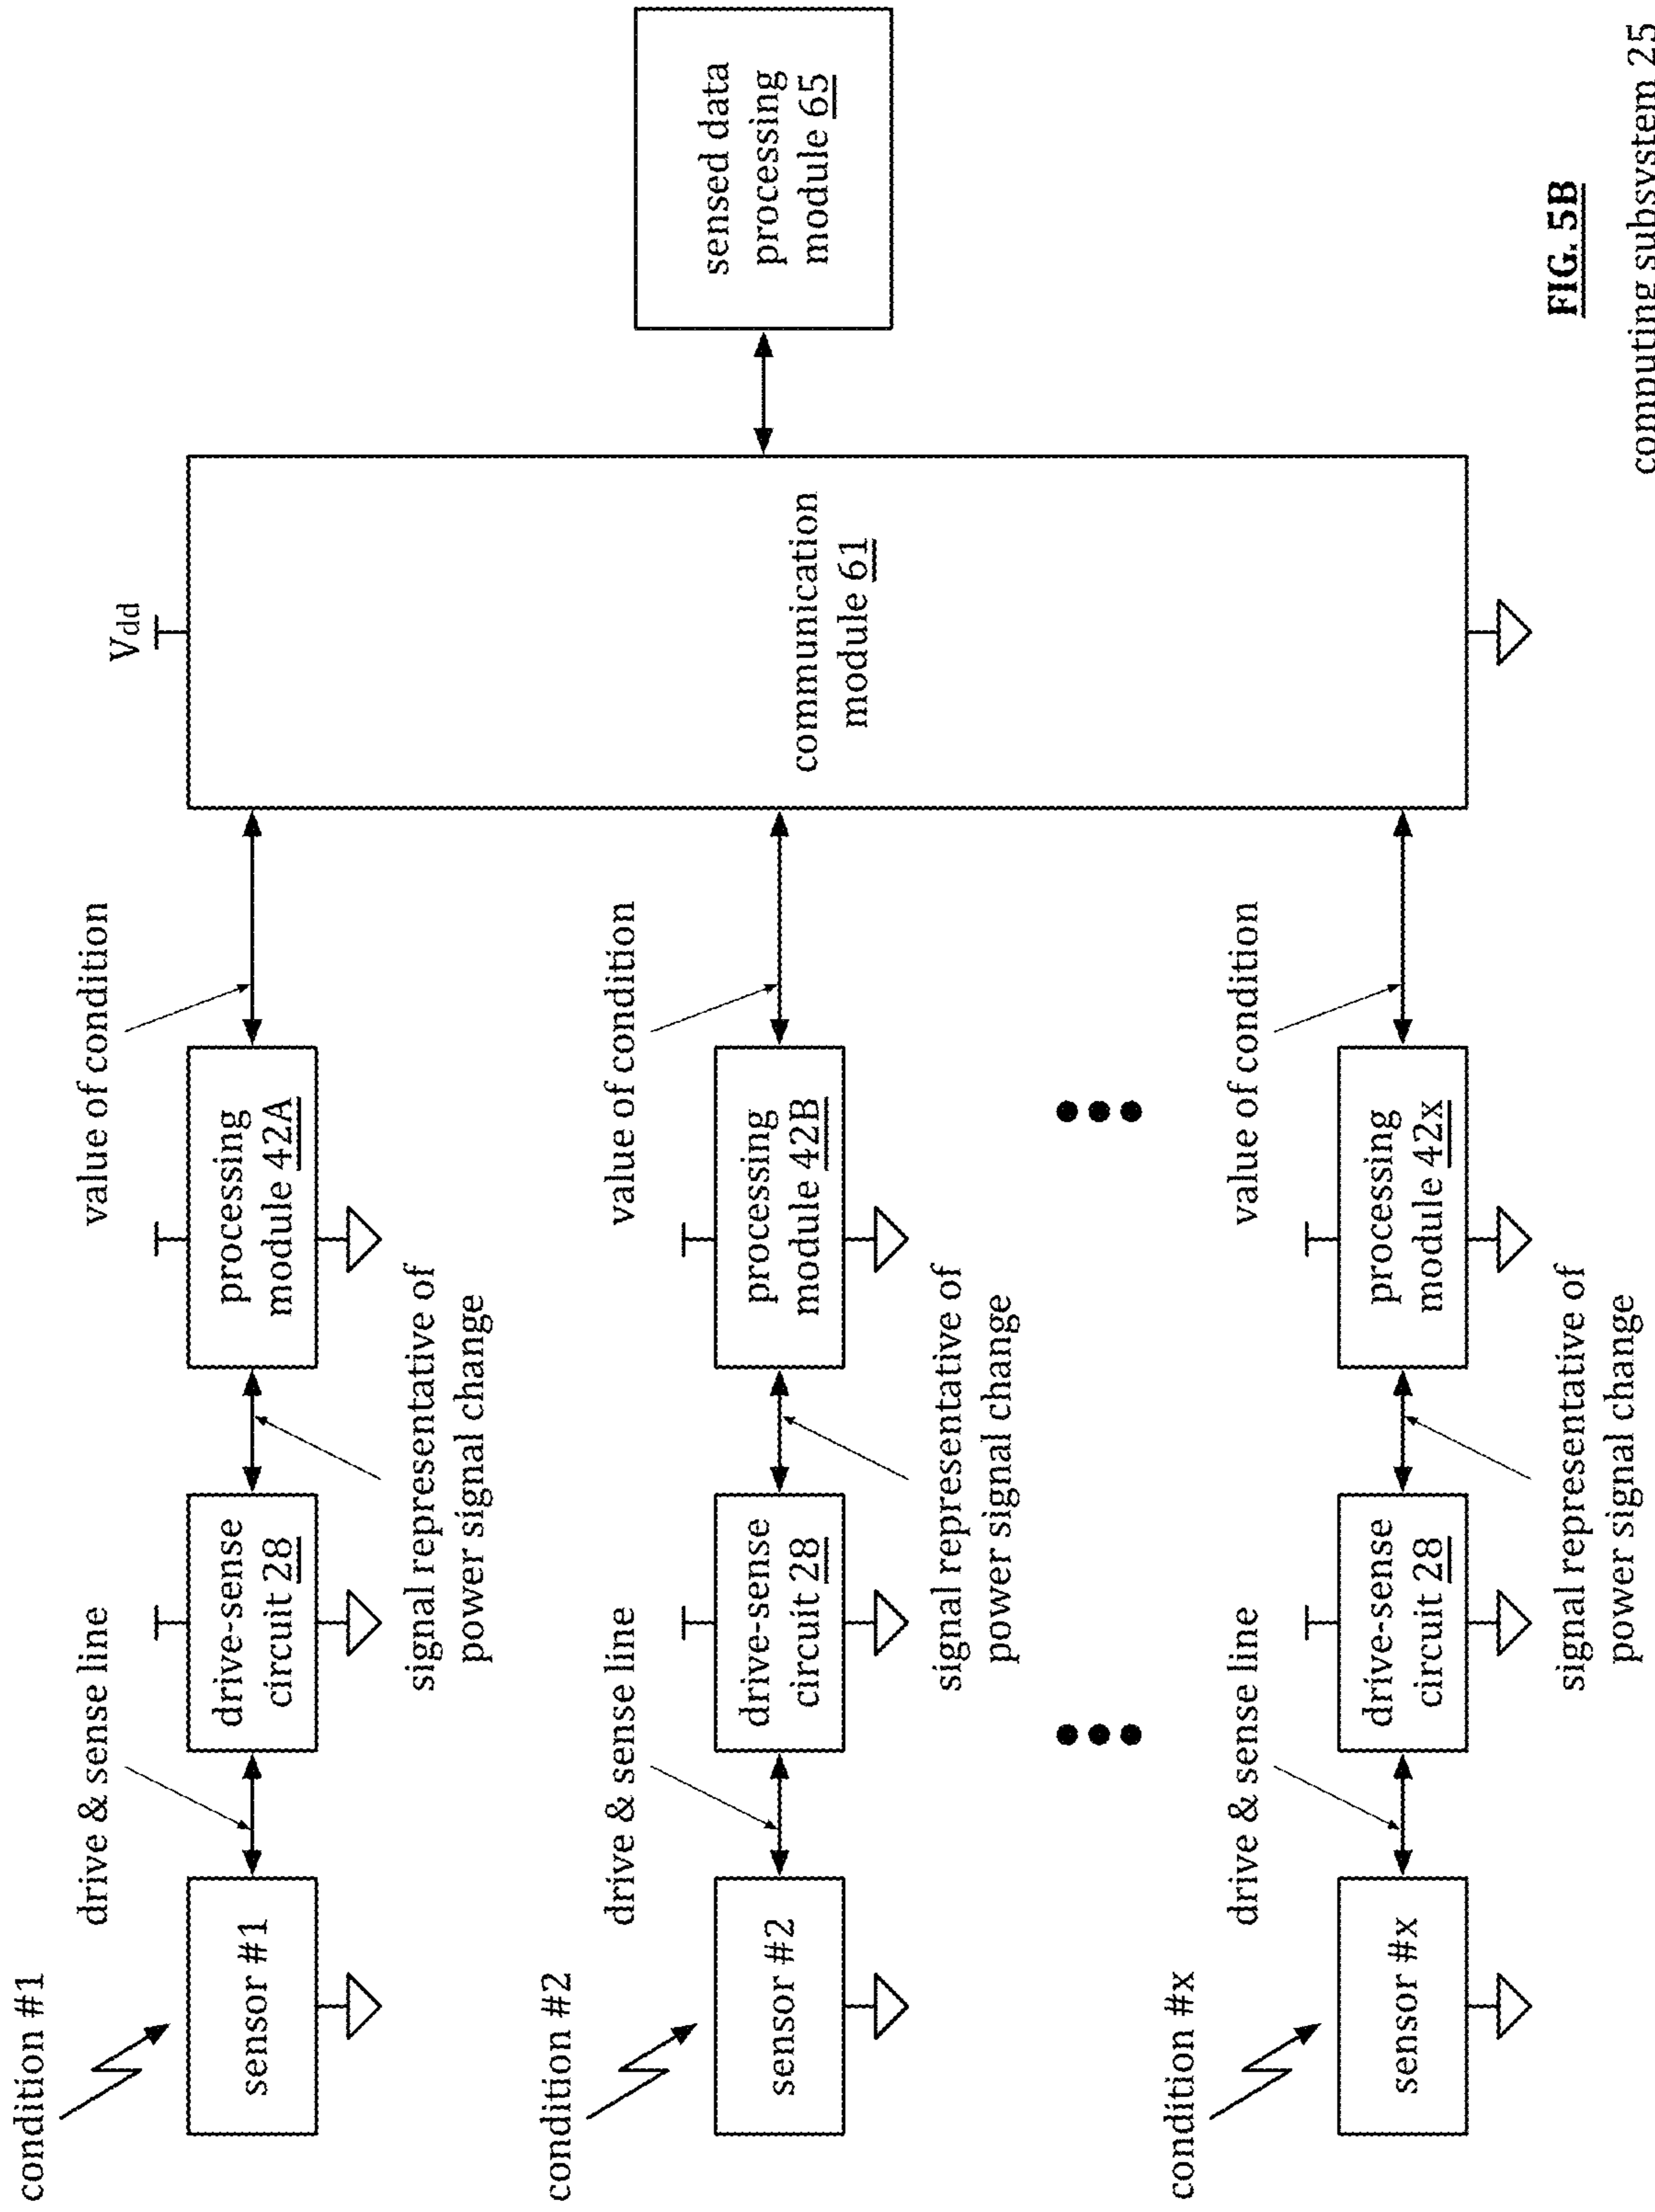 condition #1
drive & sense line
value of condition
Vdd
sensor #1
drive-sense
circuit 28
processing
module 42A
signal representative of
power signal change
condition #2
drive & sense line
value of condition
sensor #2
drive-sense
circuit 28
processing
module 42B
signal representative of
power signal change
communication
module 61
sensed data
processing
module 65
condition #x
drive & sense line
value of condition
sensor #x
drive-sense
circuit 28
processing
module 42x
signal representative of
power signal change
FIG. 5B
computing subsystem 25